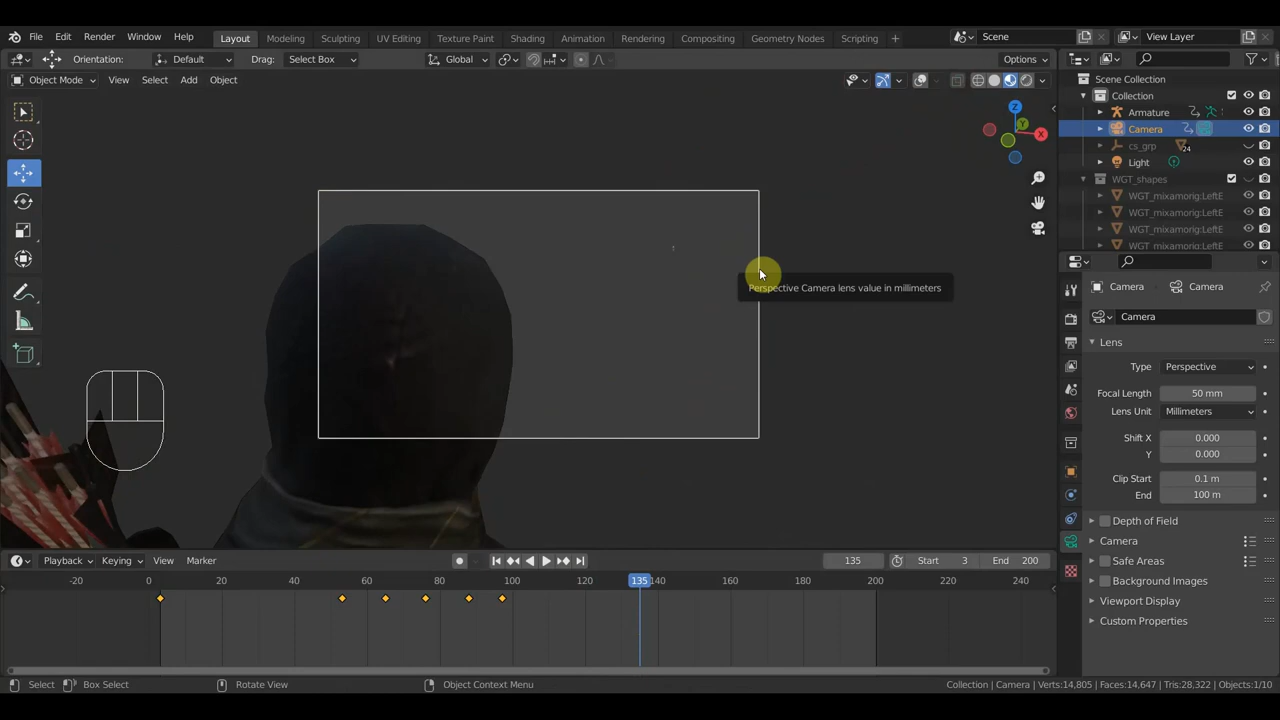 File Edit Render Window Help Layout Modeling Sculpting UV Editing Texture Paint Shading Animation Rendering Compositing Geometry Nodes Scripting + Scene View Layer
Orientation: Default Drag: Select Box Global Options
Object Mode View Select Add Object
Scene Collection
Collection
Armature
Camera
cs_grp 24
Light
WGT_shapes
WGT_mixamorig:LeftE
WGT_mixamorig:LeftE
WGT_mixamorig:LeftE
WGT_mixamorig:LeftE
Z
Y
X
Perspective Camera lens value in millimeters
Camera Camera
Camera
Lens
Type Perspective
Focal Length 50 mm
Lens Unit Millimeters
Shift X 0.000
Y 0.000
Clip Start 0.1 m
End 100 m
Depth of Field
Camera
Safe Areas
Background Images
Viewport Display
Custom Properties
Playback Keying View Marker 135 Start 3 End 200
-20 0 20 40 60 80 100 120 135 140 160 180 200 220 240
Select Box Select Rotate View Object Context Menu Collection | Camera | Verts:14,805 | Faces:14,647 | Tris:28,322 | Objects:1/10